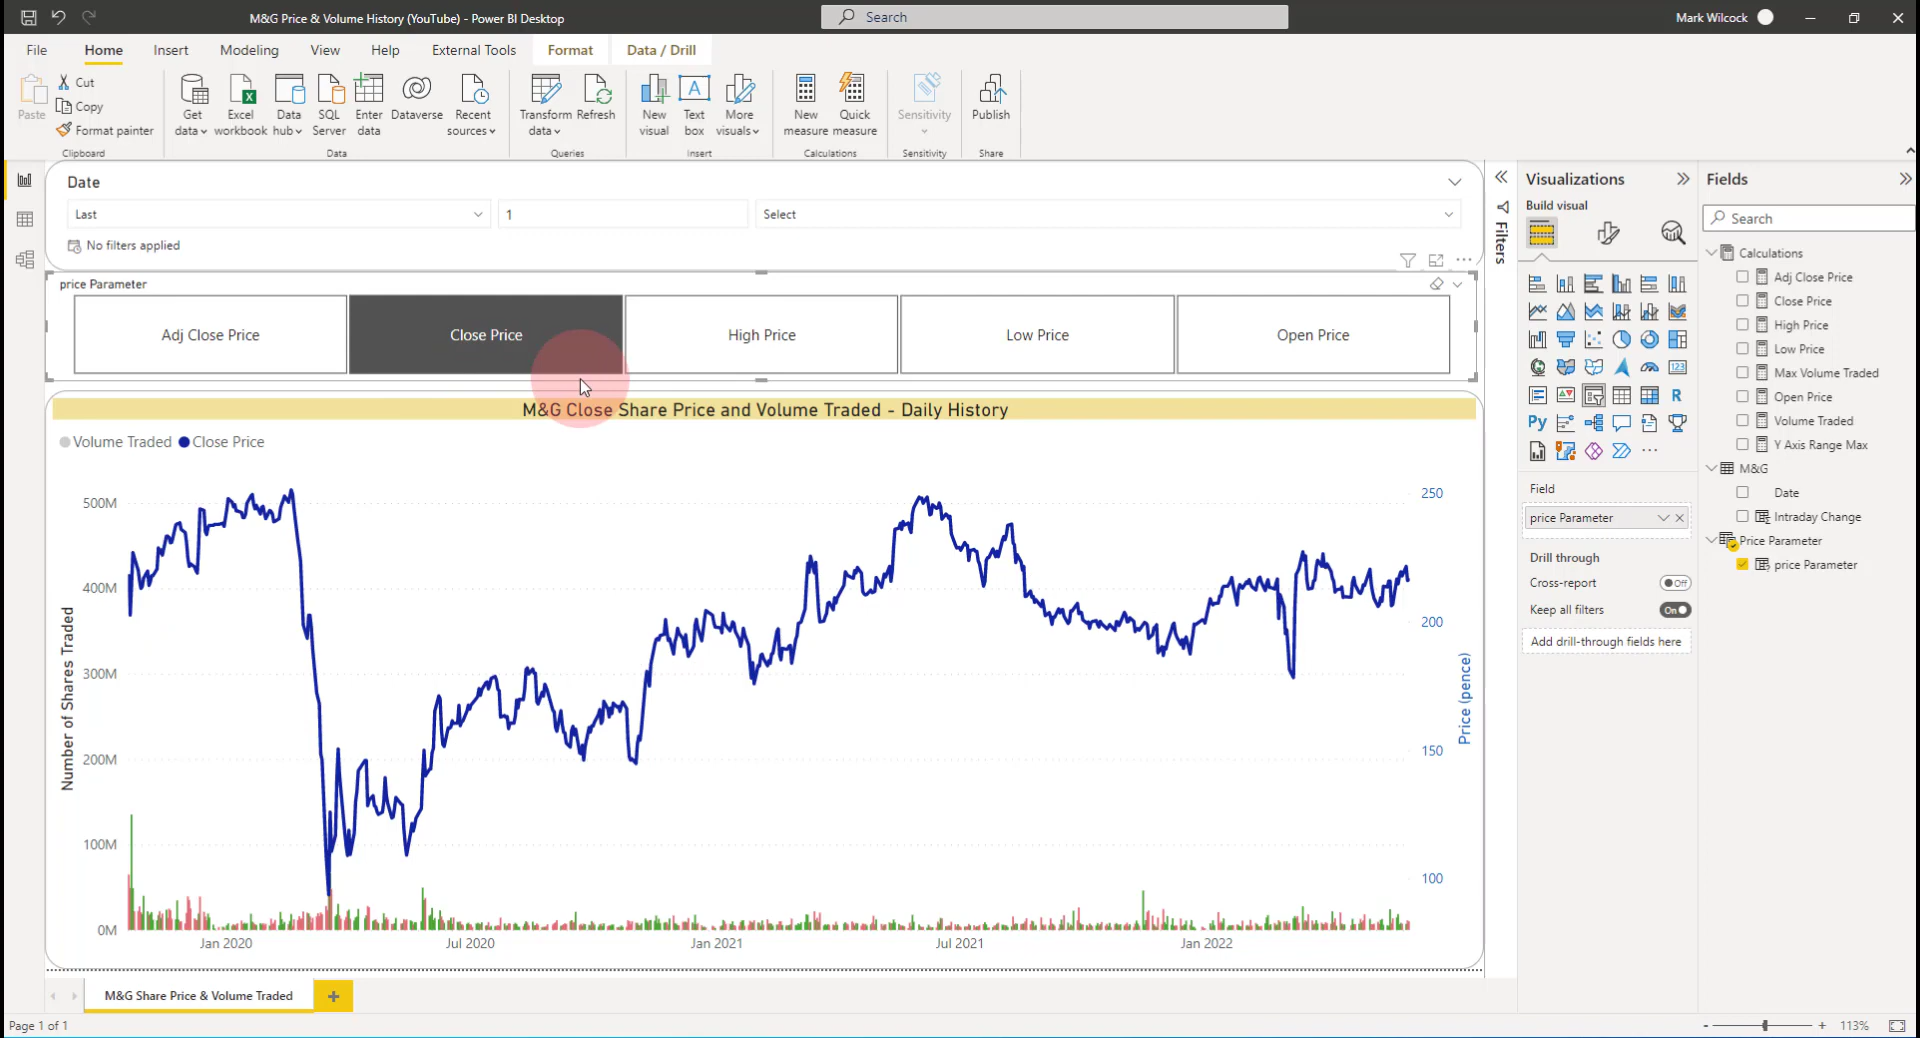 M&G Price & Volume History (YouTube) - Power BI Desktop
Search
Mark Wilcock
File
Home
Insert
Modeling
View
Help
External Tools
Format
Data / Drill
Paste
Cut
Copy
Format painter
Clipboard
Get
data
Excel
workbook
Data
hub
SQL
Server
Enter
data
Dataverse
Recent
sources
Data
Transform
data
Refresh
Queries
New
visual
Text
box
More
visuals
Insert
New
measure
Quick
measure
Calculations
Sensitivity
Sensitivity
Publish
Share
Date
Last
1
Select
No filters applied
price Parameter
Adj Close Price
Close Price
High Price
Low Price
Open Price
M&G Close Share Price and Volume Traded - Daily History
Volume Traded
Close Price
Number of Shares Traded
500M
400M
300M
200M
100M
0M
250
200
150
100
Price (pence)
Jan 2020
Jul 2020
Jan 2021
Jul 2021
Jan 2022
Filters
Visualizations
Build visual
123
R
Py
Field
price Parameter
Drill through
Cross-report
Off
Keep all filters
On
Add drill-through fields here
Fields
Search
Calculations
Adj Close Price
Close Price
High Price
Low Price
Max Volume Traded
Open Price
Volume Traded
Y Axis Range Max
M&G
Date
Intraday Change
Price Parameter
price Parameter
M&G Share Price & Volume Traded
Page 1 of 1
113%